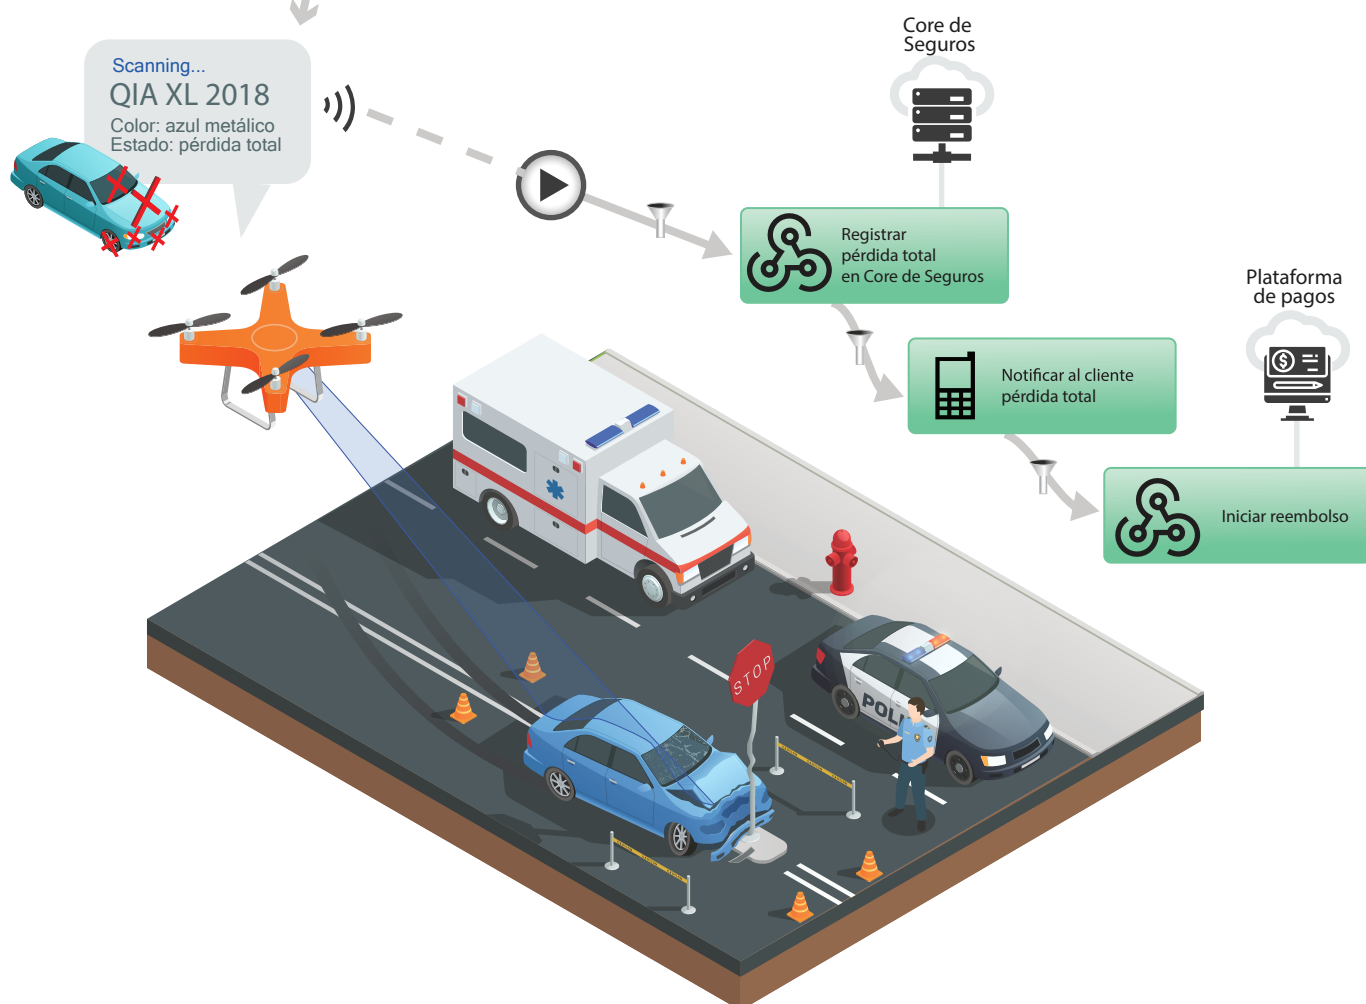 Scanning...
QIA XL 2018
Color: azul metálico
Estado: pérdida total
Core de
Seguros
Registrar
pérdida total
en Core de Seguros
Plataforma
de pagos
Notificar al cliente
pérdida total
Iniciar reembolso
STOP